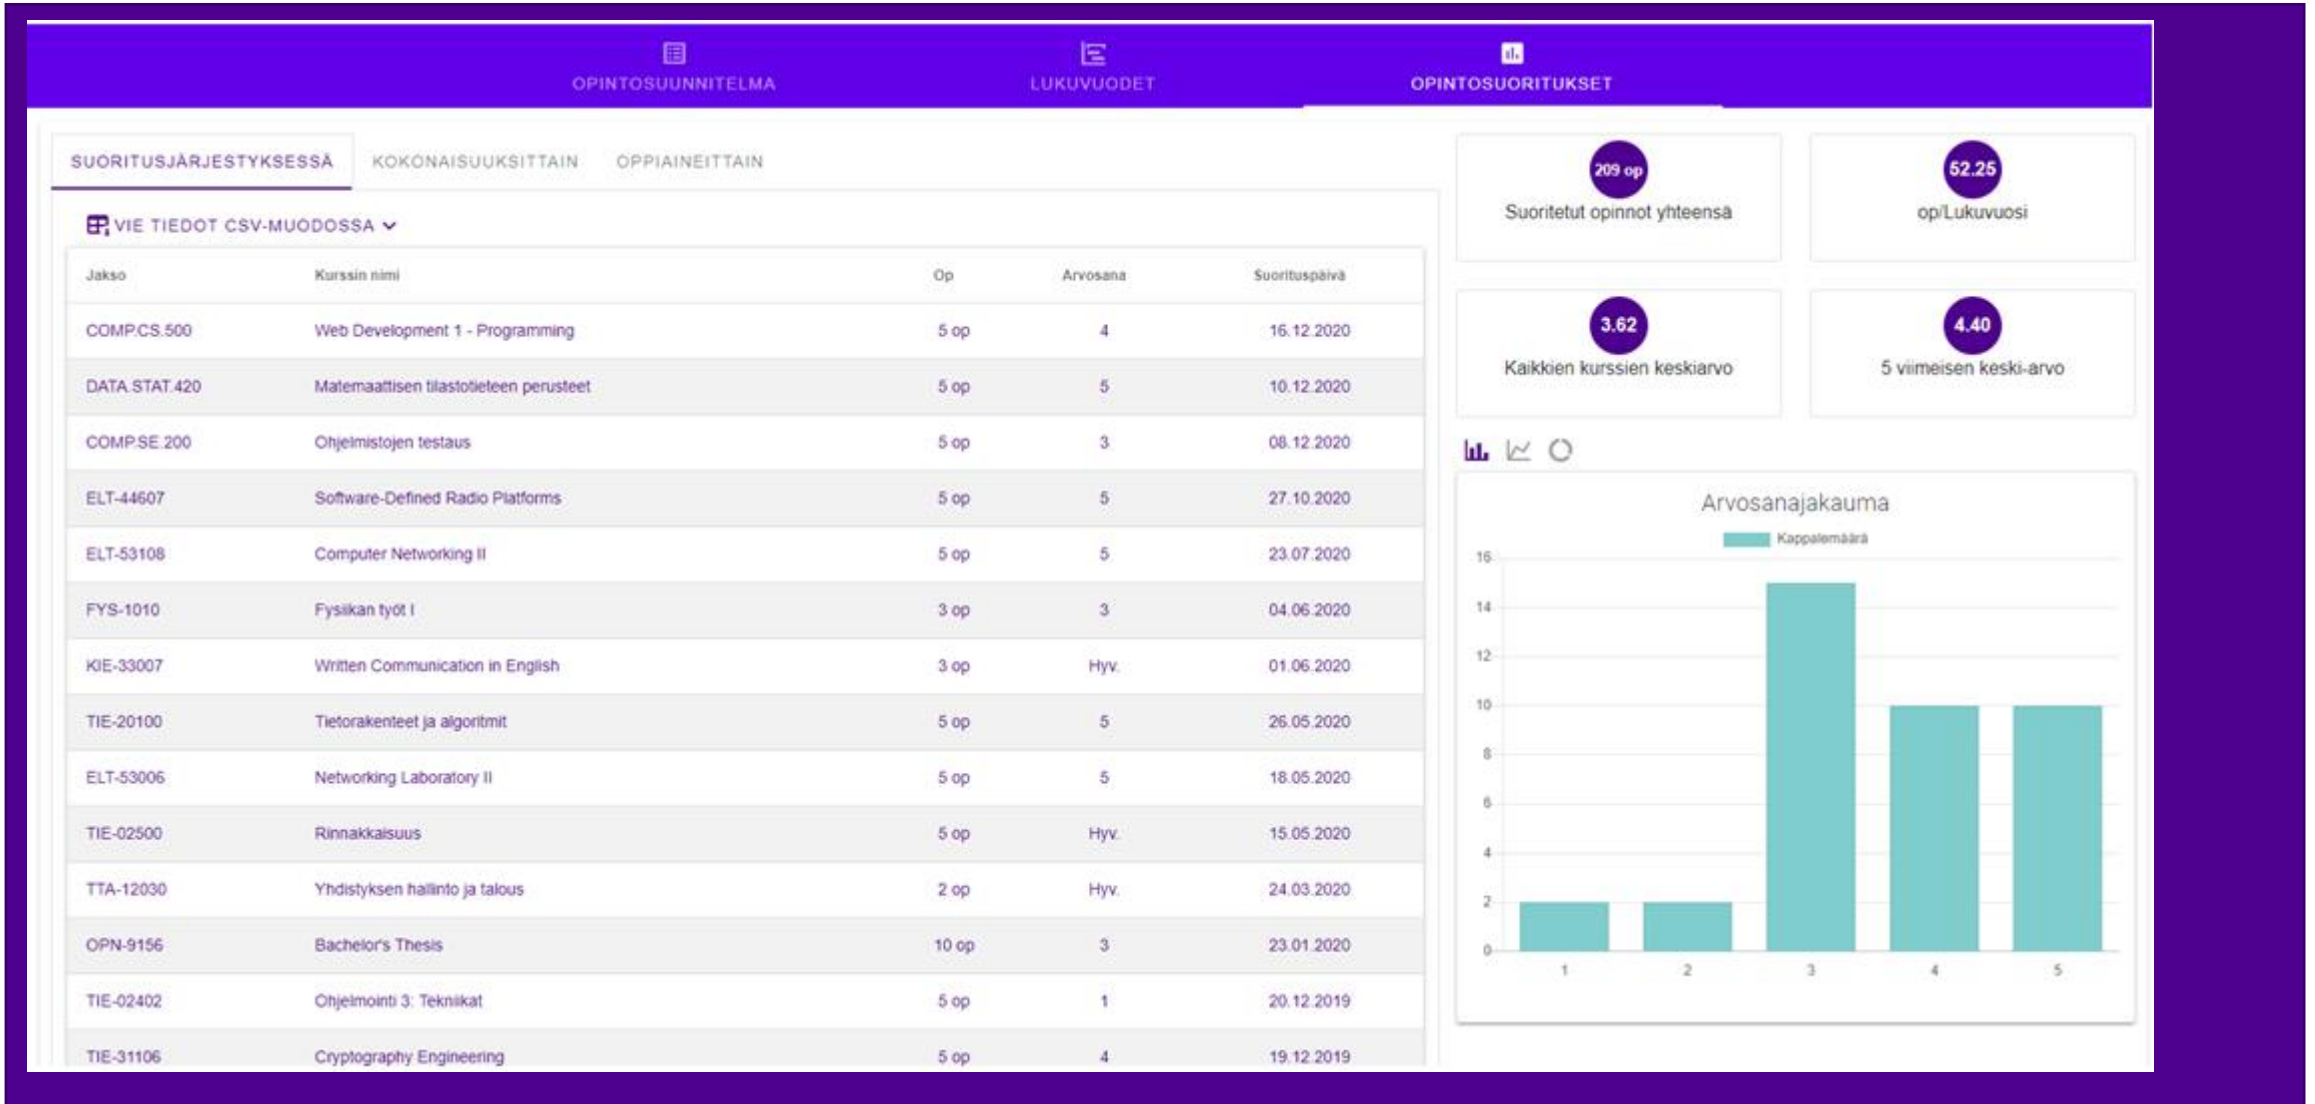 OPINTOSUUNNITELMA LUKUVUODET OPINTOSUORITUKSET
SUORITUSJÄRJESTYKSESSÄ KOKONAISUUKSITTAIN OPPIAINEITTAIN
VIE TIEDOT CSV-MUODOSSA
Jakso Kurssin nimi Op Arvosana Suorituspäivä
COMP.CS.500 Web Development 1 - Programming 5 op 4 16.12.2020
DATA.STAT.420 Matemaattisen tilastotieteen perusteet 5 op 5 10.12.2020
COMP.SE.200 Ohjelmistojen testaus 5 op 3 08.12.2020
ELT-44607 Software-Defined Radio Platforms 5 op 5 27.10.2020
ELT-53108 Computer Networking II 5 op 5 23.07.2020
FYS-1010 Fysiikan työt I 3 op 3 04.06.2020
KIE-33007 Written Communication in English 3 op Hyv. 01.06.2020
TIE-20100 Tietorakenteet ja algoritmit 5 op 5 26.05.2020
ELT-53006 Networking Laboratory II 5 op 5 18.05.2020
TIE-02500 Rinnakkaisuus 5 op Hyv. 15.05.2020
TTA-12030 Yhdistyksen hallinto ja talous 2 op Hyv. 24.03.2020
OPN-9156 Bachelor's Thesis 10 op 3 23.01.2020
TIE-02402 Ohjelmointi 3: Tekniikat 5 op 1 20.12.2019
TIE-31106 Cryptography Engineering 5 op 4 19.12.2019
209 op
Suoritetut opinnot yhteensä
52.25
op/Lukuvuosi
3.62
Kaikkien kurssien keskiarvo
4.40
5 viimeisen keski-arvo
Arvosanajakauma
Kappalemäärä
16
14
12
10
8
6
4
2
0
1 2 3 4 5